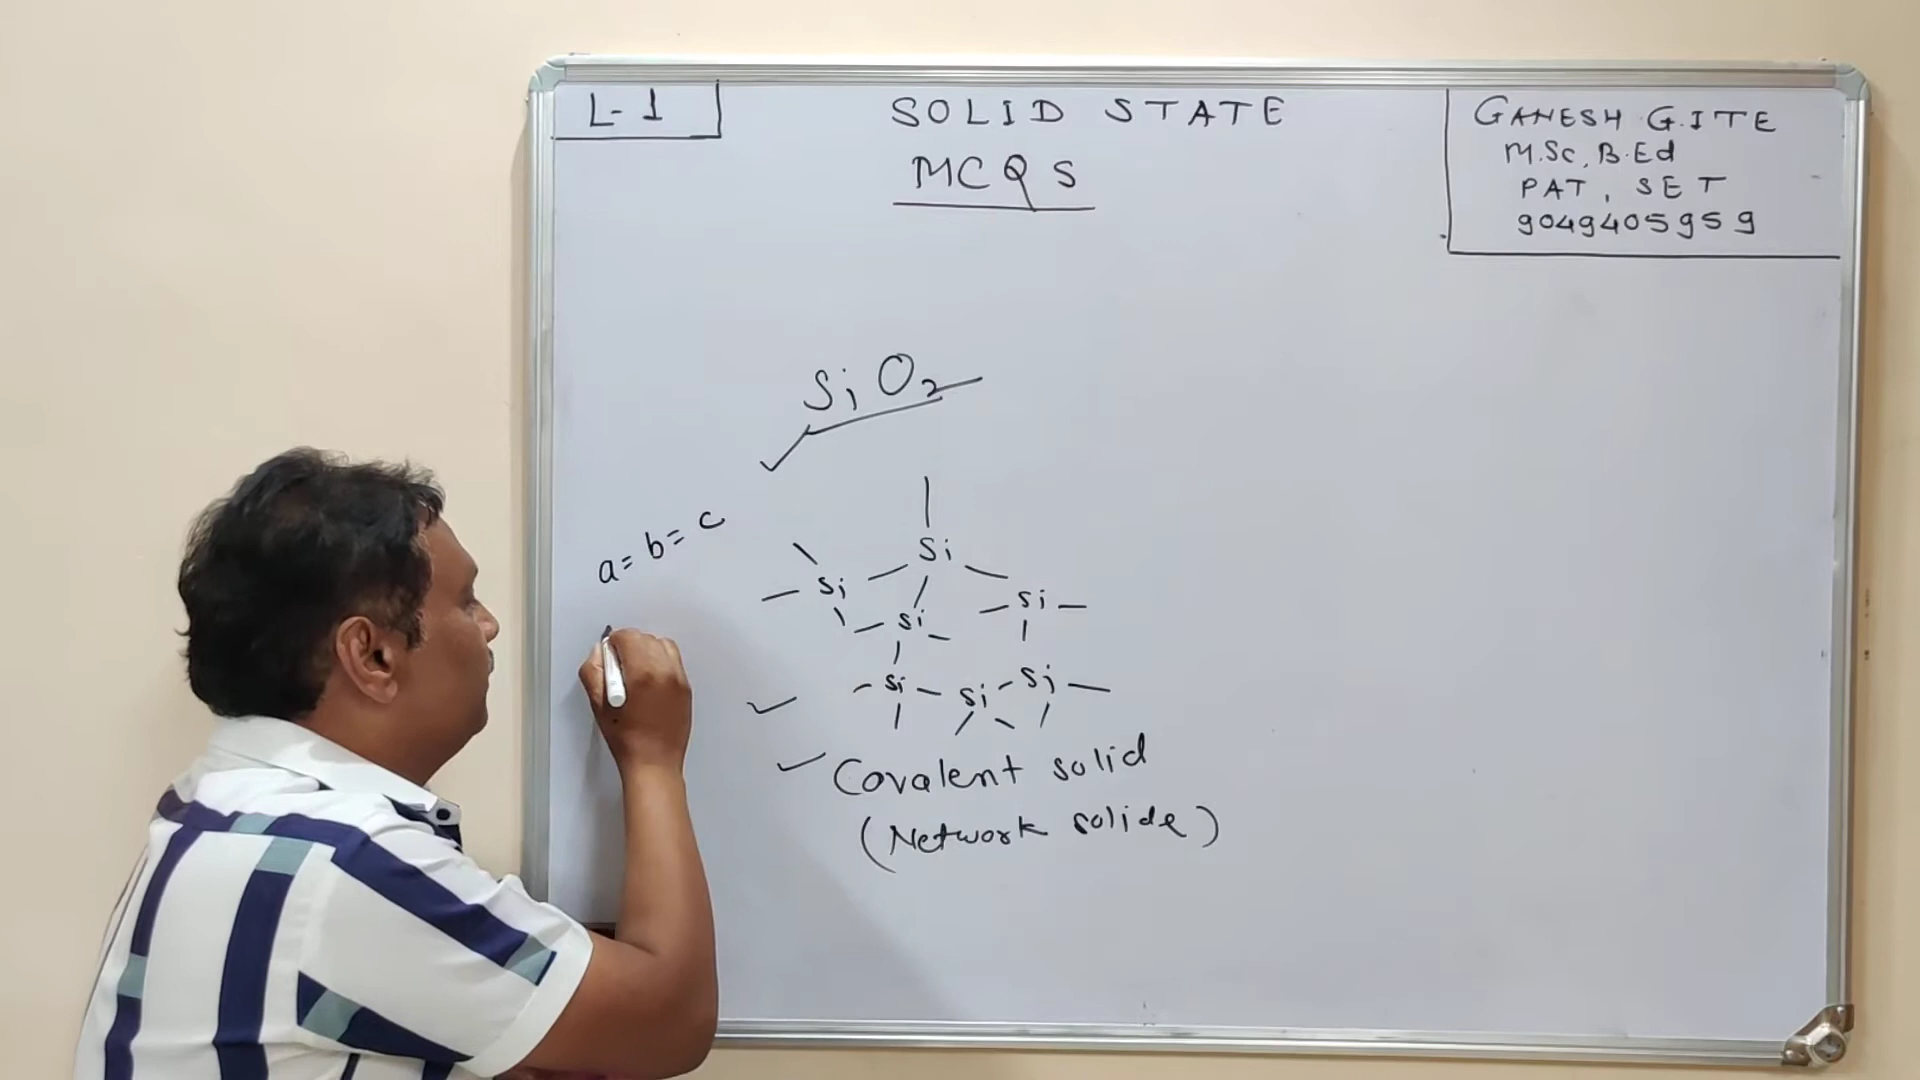 L-1
SOLID STATE
MCQS
GANESH G.ITE
M.Sc, B.Ed
PAT, SET
9049405959
SiO2
a = b = c
Si
Si
Si
Si
Si Si Si
Covalent solid
(Network solide)